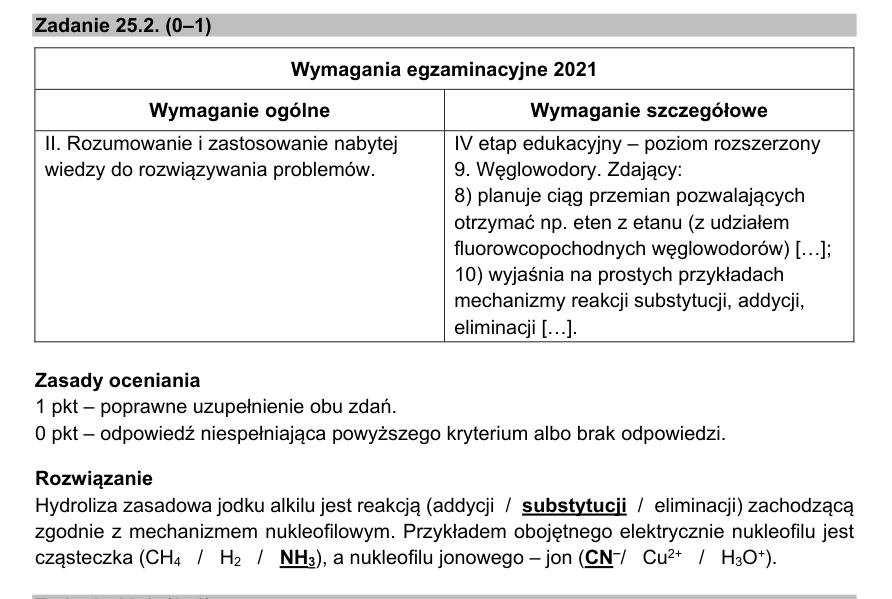 Zadanie 25.2. (0–1)
Wymagania egzaminacyjne 2021
Wymaganie ogólne
Wymaganie szczegółowe
II. Rozumowanie i zastosowanie nabytej
wiedzy do rozwiązywania problemów.
IV etap edukacyjny – poziom rozszerzony
9. Węglowodory. Zdający:
8) planuje ciąg przemian pozwalających
otrzymać np. eten z etanu (z udziałem
fluorowcopochodnych węglowodorów) […];
10) wyjaśnia na prostych przykładach
mechanizmy reakcji substytucji, addycji,
eliminacji […].
Zasady oceniania
1 pkt – poprawne uzupełnienie obu zdań.
0 pkt – odpowiedź niespełniająca powyższego kryterium albo brak odpowiedzi.
Rozwiązanie
Hydroliza zasadowa jodku alkilu jest reakcją (addycji / substytucji / eliminacji) zachodzącą
zgodnie z mechanizmem nukleofilowym. Przykładem obojętnego elektrycznie nukleofilu jest
cząsteczka (CH₄ / H₂ / NH₃), a nukleofilu jonowego – jon (CN⁻/ Cu²⁺ / H₃O⁺).